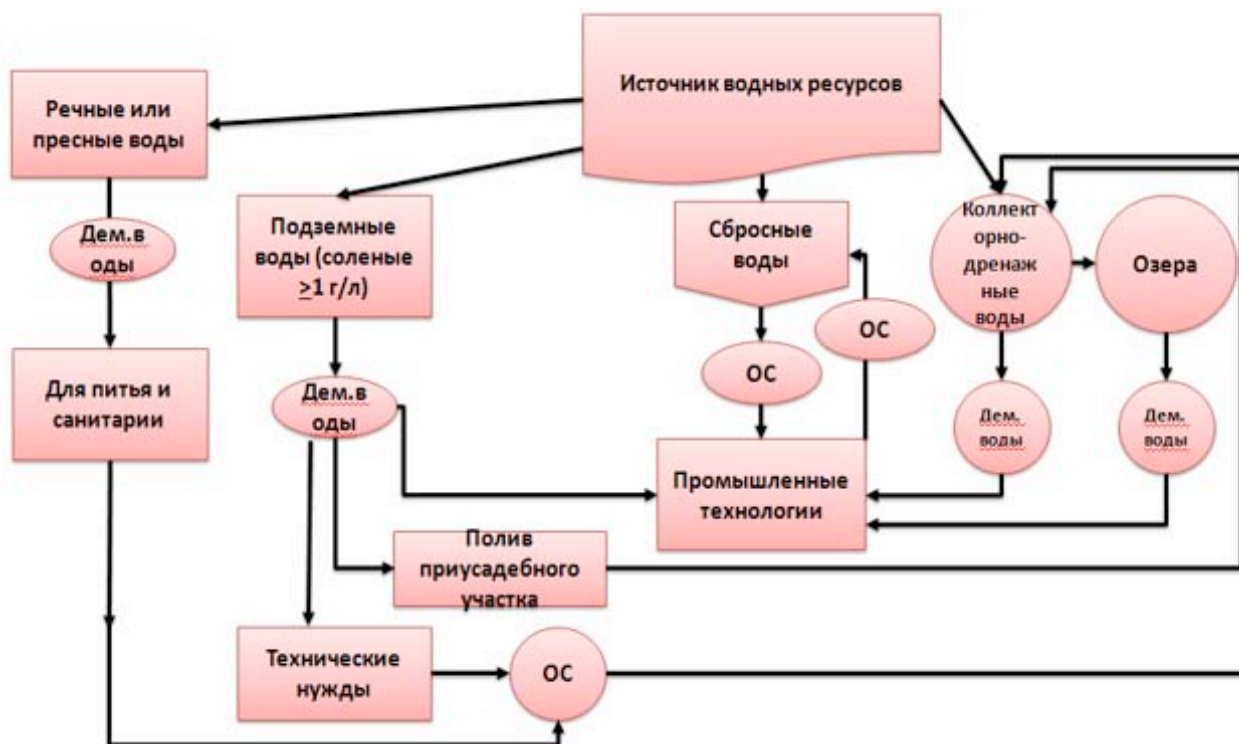 Источник водных ресурсов
Речные или
пресные воды
Дем.в
оды
Для питья и
санитарии
Подземные
воды (соленые
≥1 г/л)
Дем.в
оды
Сбросные
воды
ОС
ОС
Коллект
орно-
дренаж
ные
воды
Озера
Дем.
воды
Дем.
воды
Промышленные
технологии
Полив
приусадебного
участка
Технические
нужды
ОС